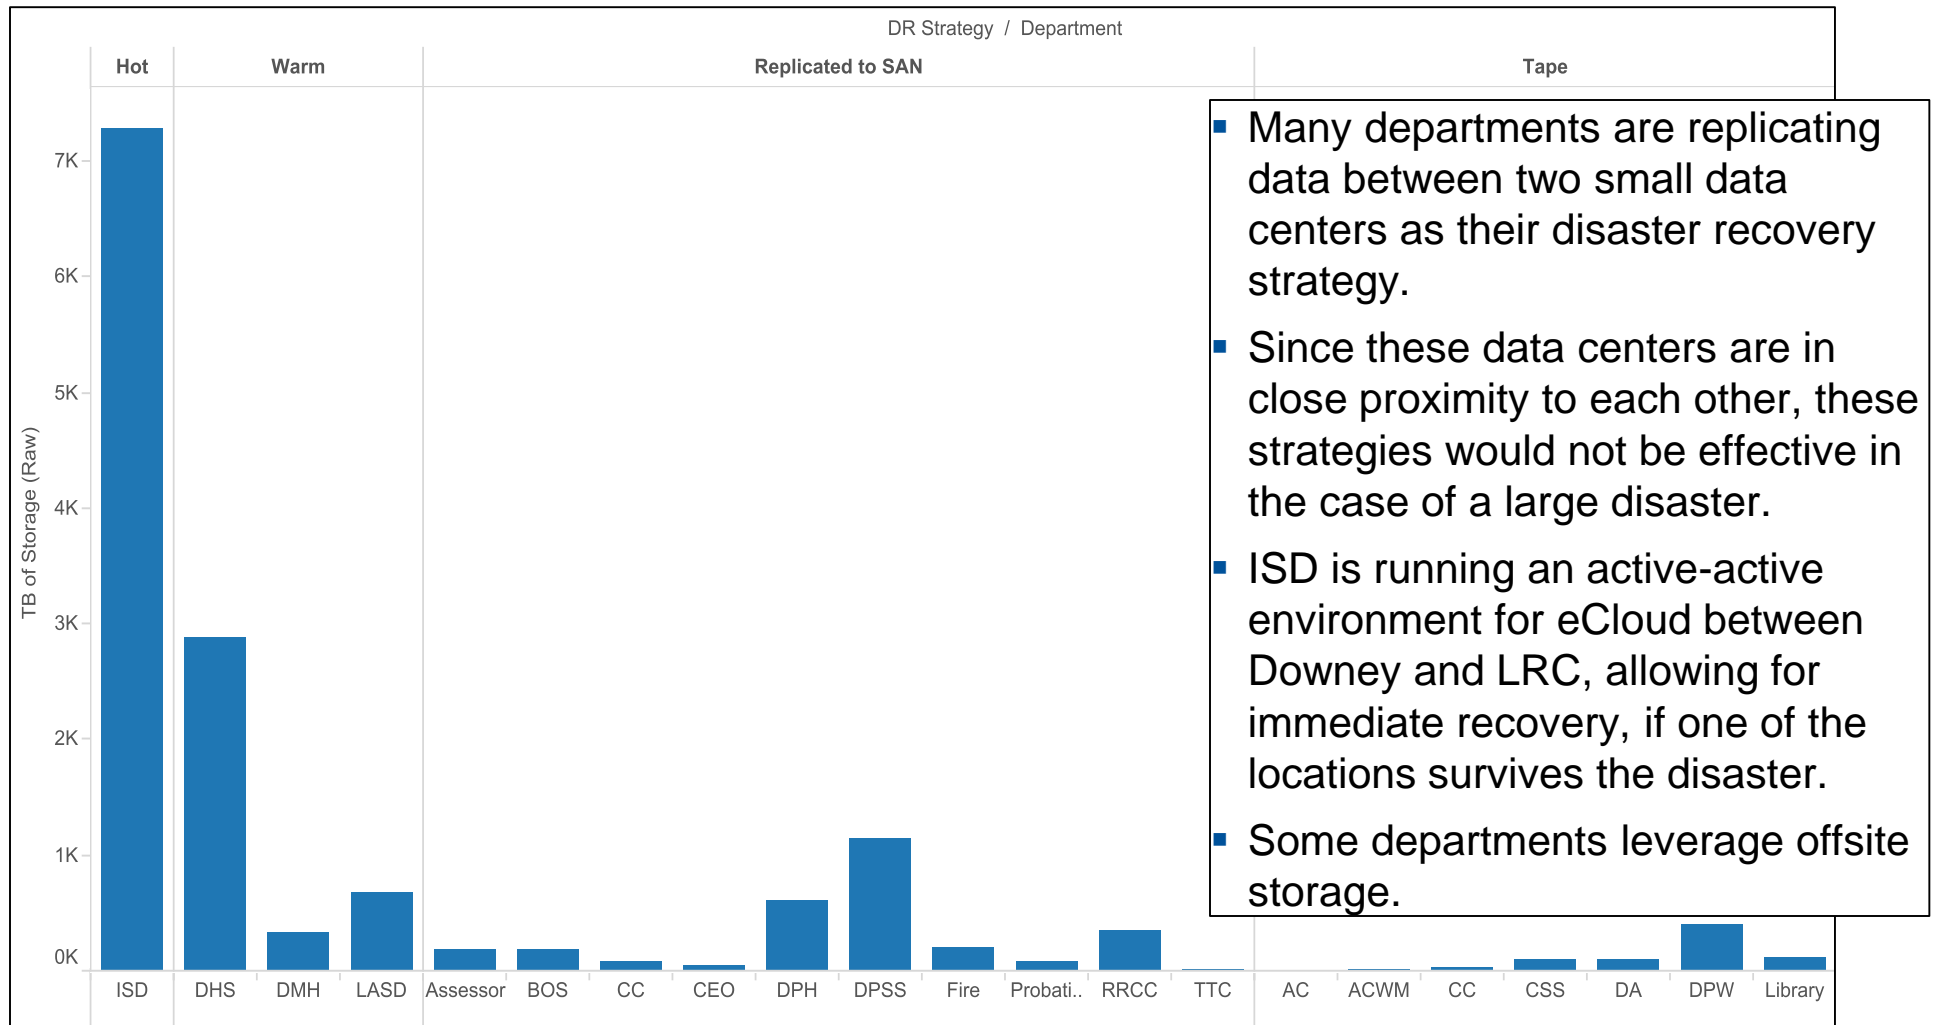 DR Strategy / Department
Hot Warm Replicated to SAN Tape
TB of Storage (Raw)
7K
6K
5K
4K
3K
2K
1K
0K
ISD DHS DMH LASD Assessor BOS CC CEO DPH DPSS Fire Probati.. RRCC TTC AC ACWM CC CSS DA DPW Library
▪ Many departments are replicating
data between two small data
centers as their disaster recovery
strategy.
▪ Since these data centers are in
close proximity to each other, these
strategies would not be effective in
the case of a large disaster.
▪ ISD is running an active-active
environment for eCloud between
Downey and LRC, allowing for
immediate recovery, if one of the
locations survives the disaster.
▪ Some departments leverage offsite
storage.